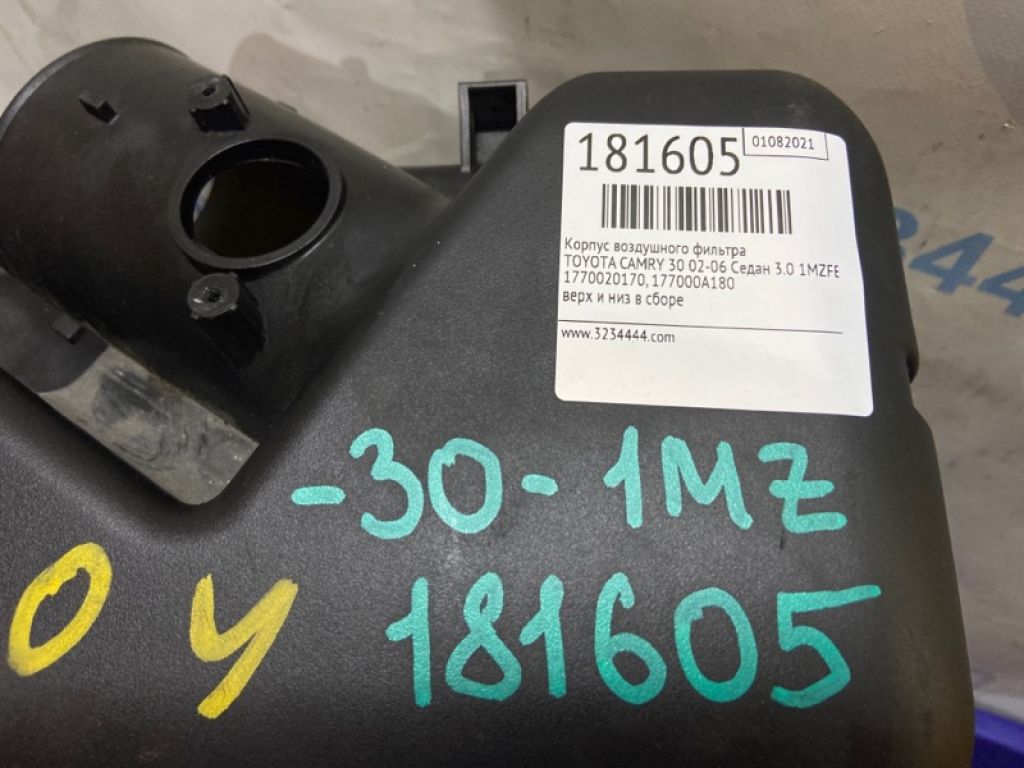 181605 01082021
Корпус воздушного фильтра
TOYOTA CAMRY 30 02-06 Седан 3.0 1MZFE
1770020170, 177000A180
верх и низ в сборе
www.3234444.com
344
-30- 1MZ
0 У 181605